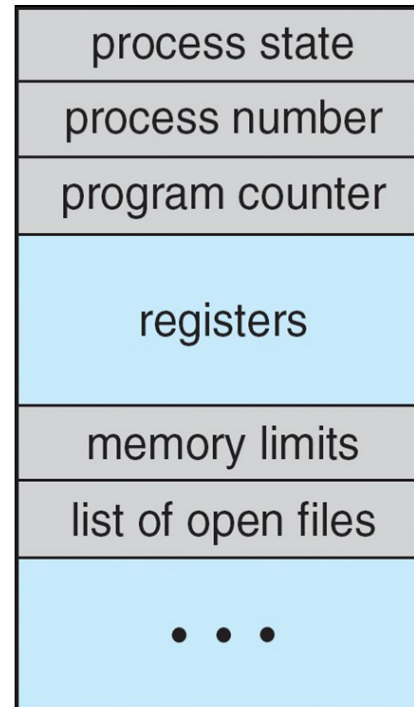 process state
process number
program counter
registers
memory limits
list of open files
• • •